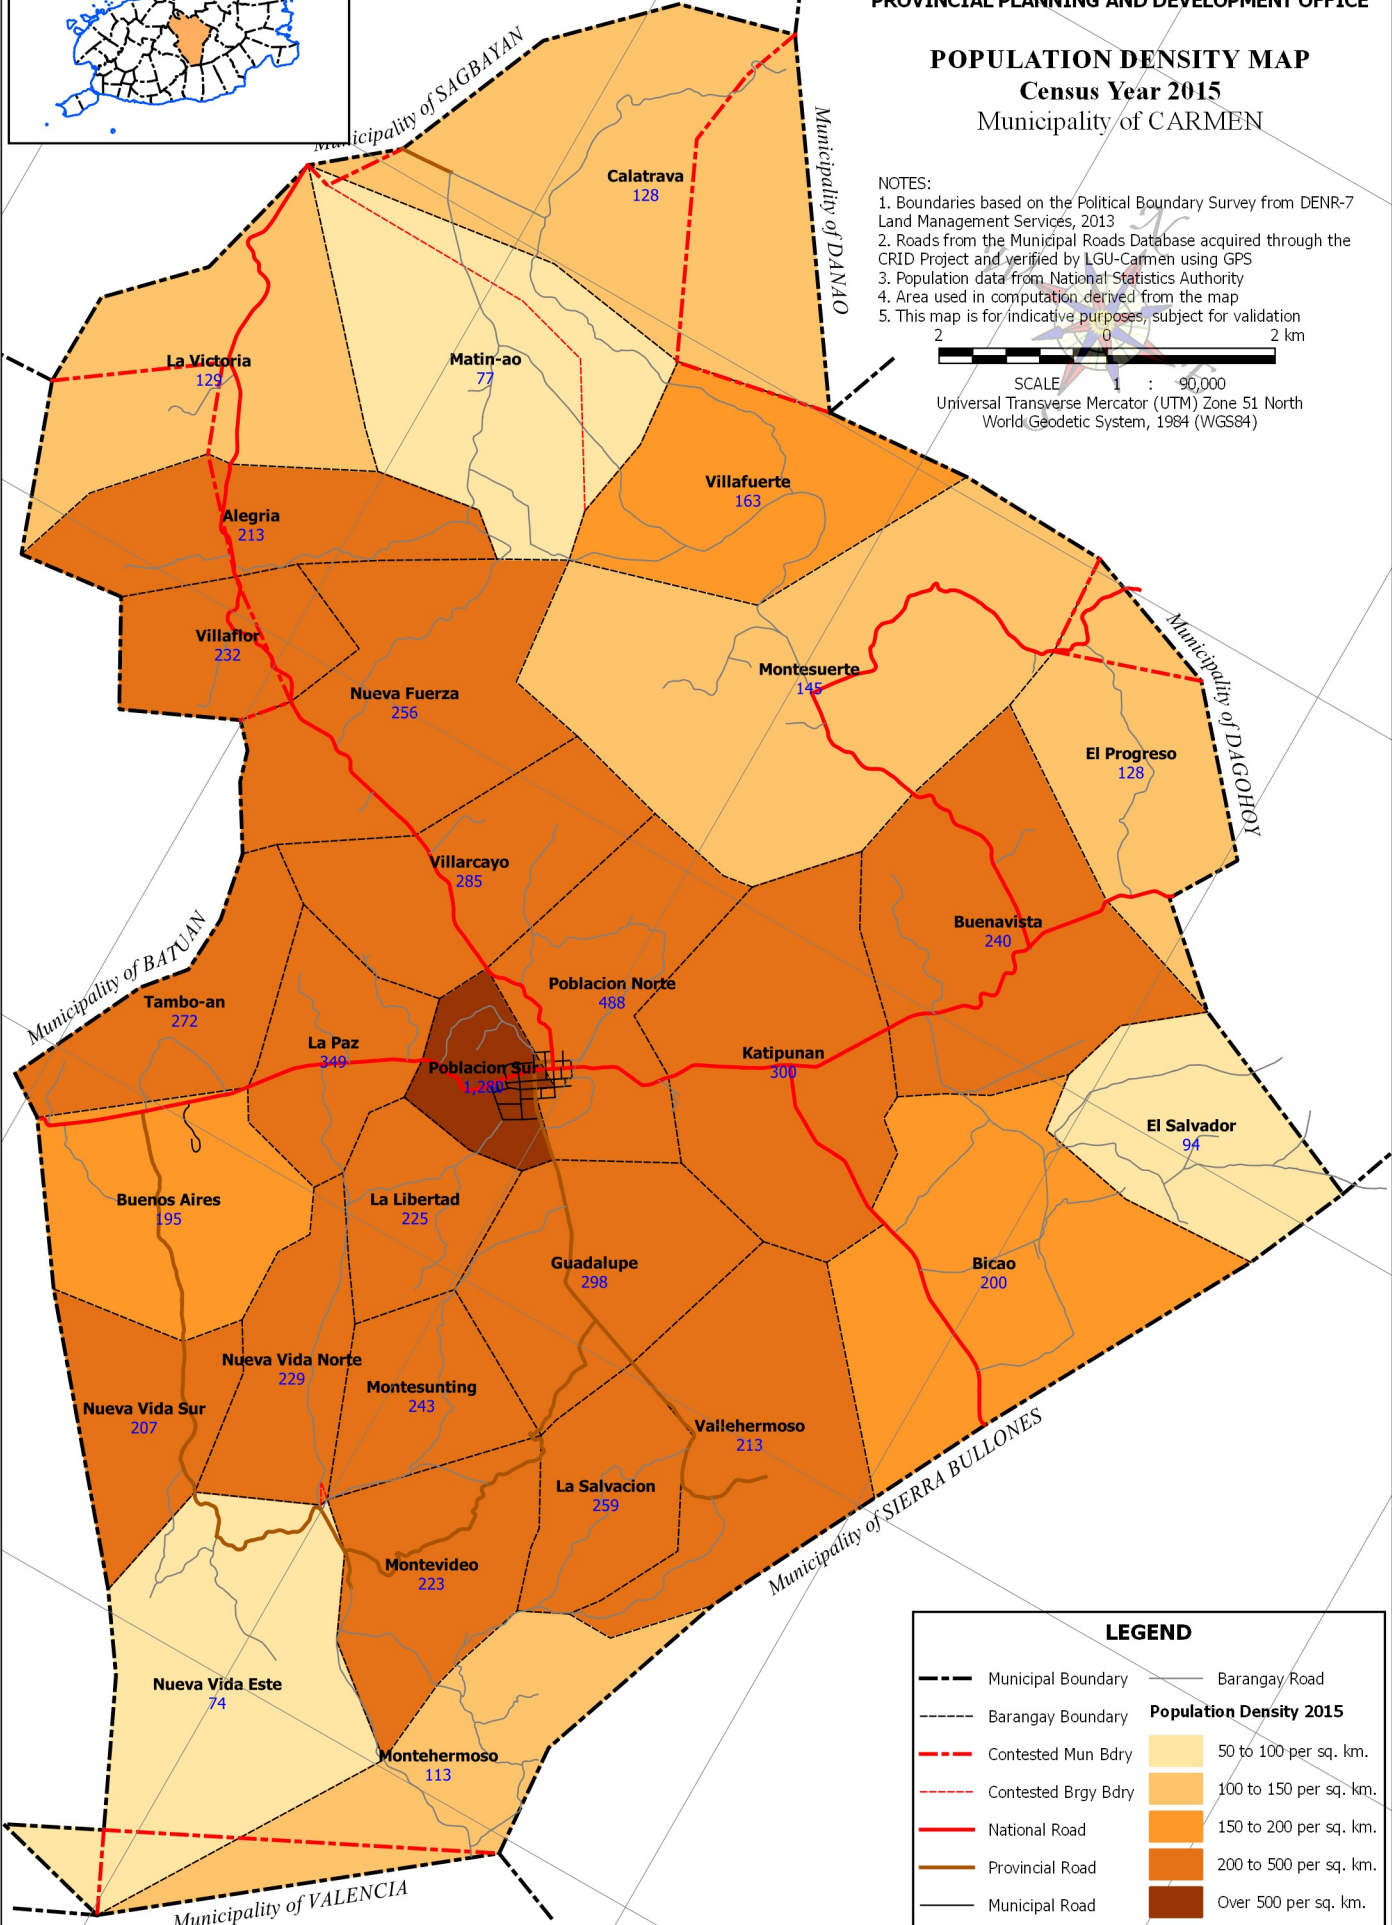 PROVINCIAL PLANNING AND DEVELOPMENT OFFICE
POPULATION DENSITY MAP
Census Year 2015
Municipality of CARMEN
NOTES:
1. Boundaries based on the Political Boundary Survey from DENR-7
Land Management Services, 2013
2. Roads from the Municipal Roads Database acquired through the
CRID Project and verified by LGU-Carmen using GPS
3. Population data from National Statistics Authority
4. Area used in computation derived from the map
5. This map is for indicative purposes, subject for validation
N
W
E
S
2 0 2 km
SCALE 1 : 90,000
Universal Transverse Mercator (UTM) Zone 51 North
World Geodetic System, 1984 (WGS84)
Municipality of SAGBAYAN
Municipality of DANAO
Municipality of DAGOHOY
Municipality of BATUAN
Municipality of SIERRA BULLONES
Municipality of VALENCIA
Calatrava
128
La Victoria
129
Matin-ao
77
Villafuerte
163
Alegria
213
Villaflor
232
Nueva Fuerza
256
Montesuerte
145
El Progreso
128
Villarcayo
285
Buenavista
240
Poblacion Norte
488
Tambo-an
272
La Paz
349
Poblacion Sur
1,280
Katipunan
300
El Salvador
94
Buenos Aires
195
La Libertad
225
Guadalupe
298
Bicao
200
Nueva Vida Norte
229
Montesunting
243
Nueva Vida Sur
207
Vallehermoso
213
La Salvacion
259
Montevideo
223
Nueva Vida Este
74
Montehermoso
113
LEGEND
Municipal Boundary
Barangay Boundary
Contested Mun Bdry
Contested Brgy Bdry
National Road
Provincial Road
Municipal Road
Barangay Road
Population Density 2015
50 to 100 per sq. km.
100 to 150 per sq. km.
150 to 200 per sq. km.
200 to 500 per sq. km.
Over 500 per sq. km.